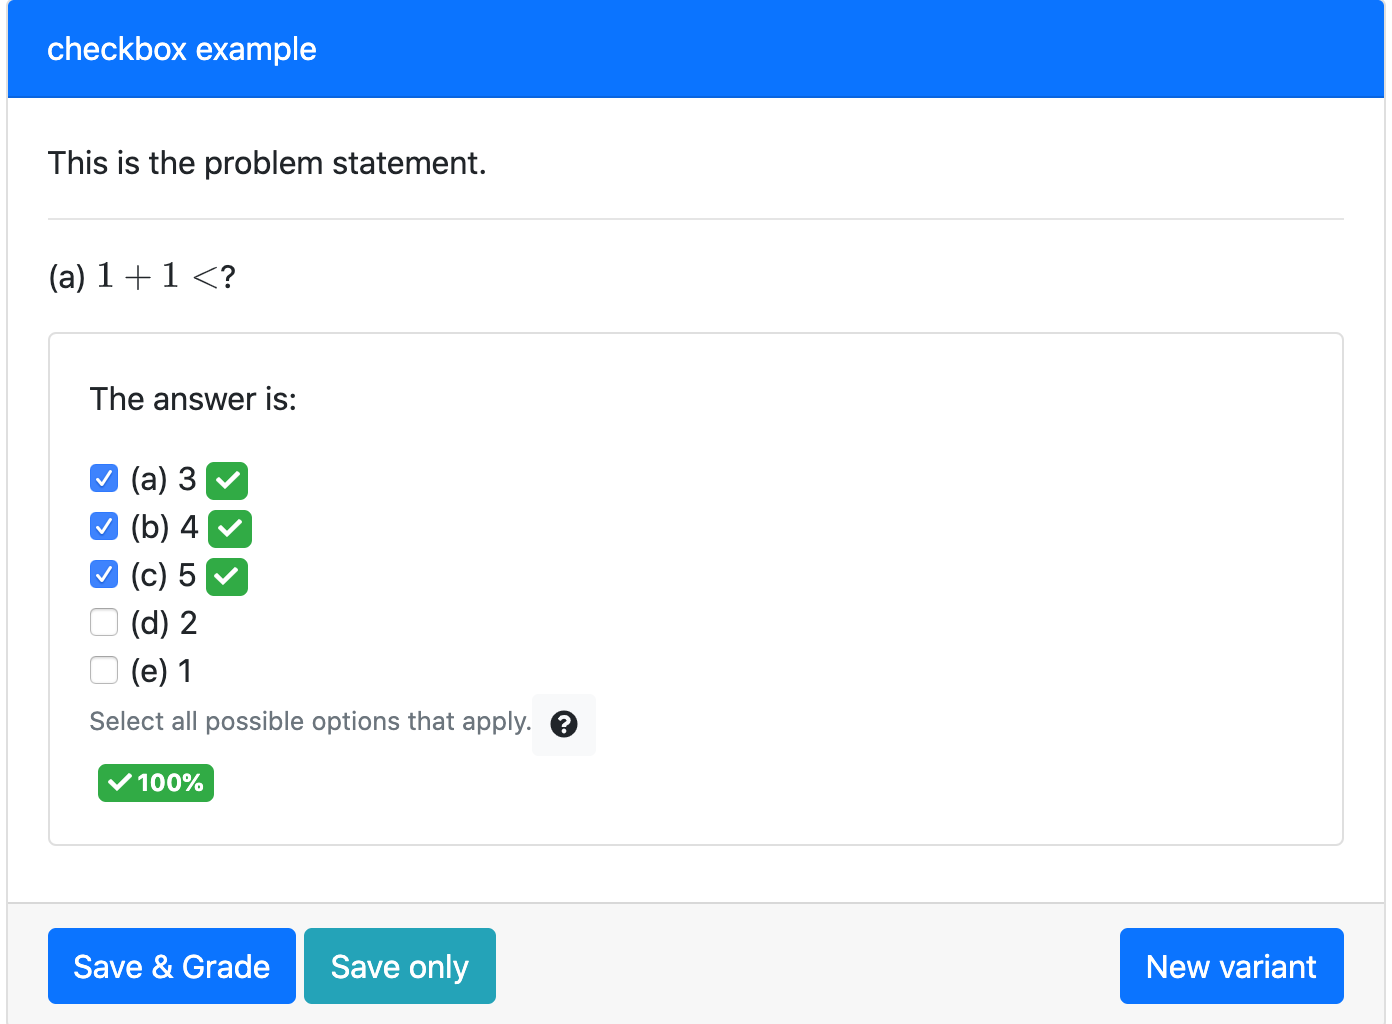 checkbox example
This is the problem statement.
(a) 1 + 1 <?
The answer is:
(a) 3
(b) 4
(c) 5
(d) 2
(e) 1
Select all possible options that apply. ?
100%
Save & Grade Save only New variant